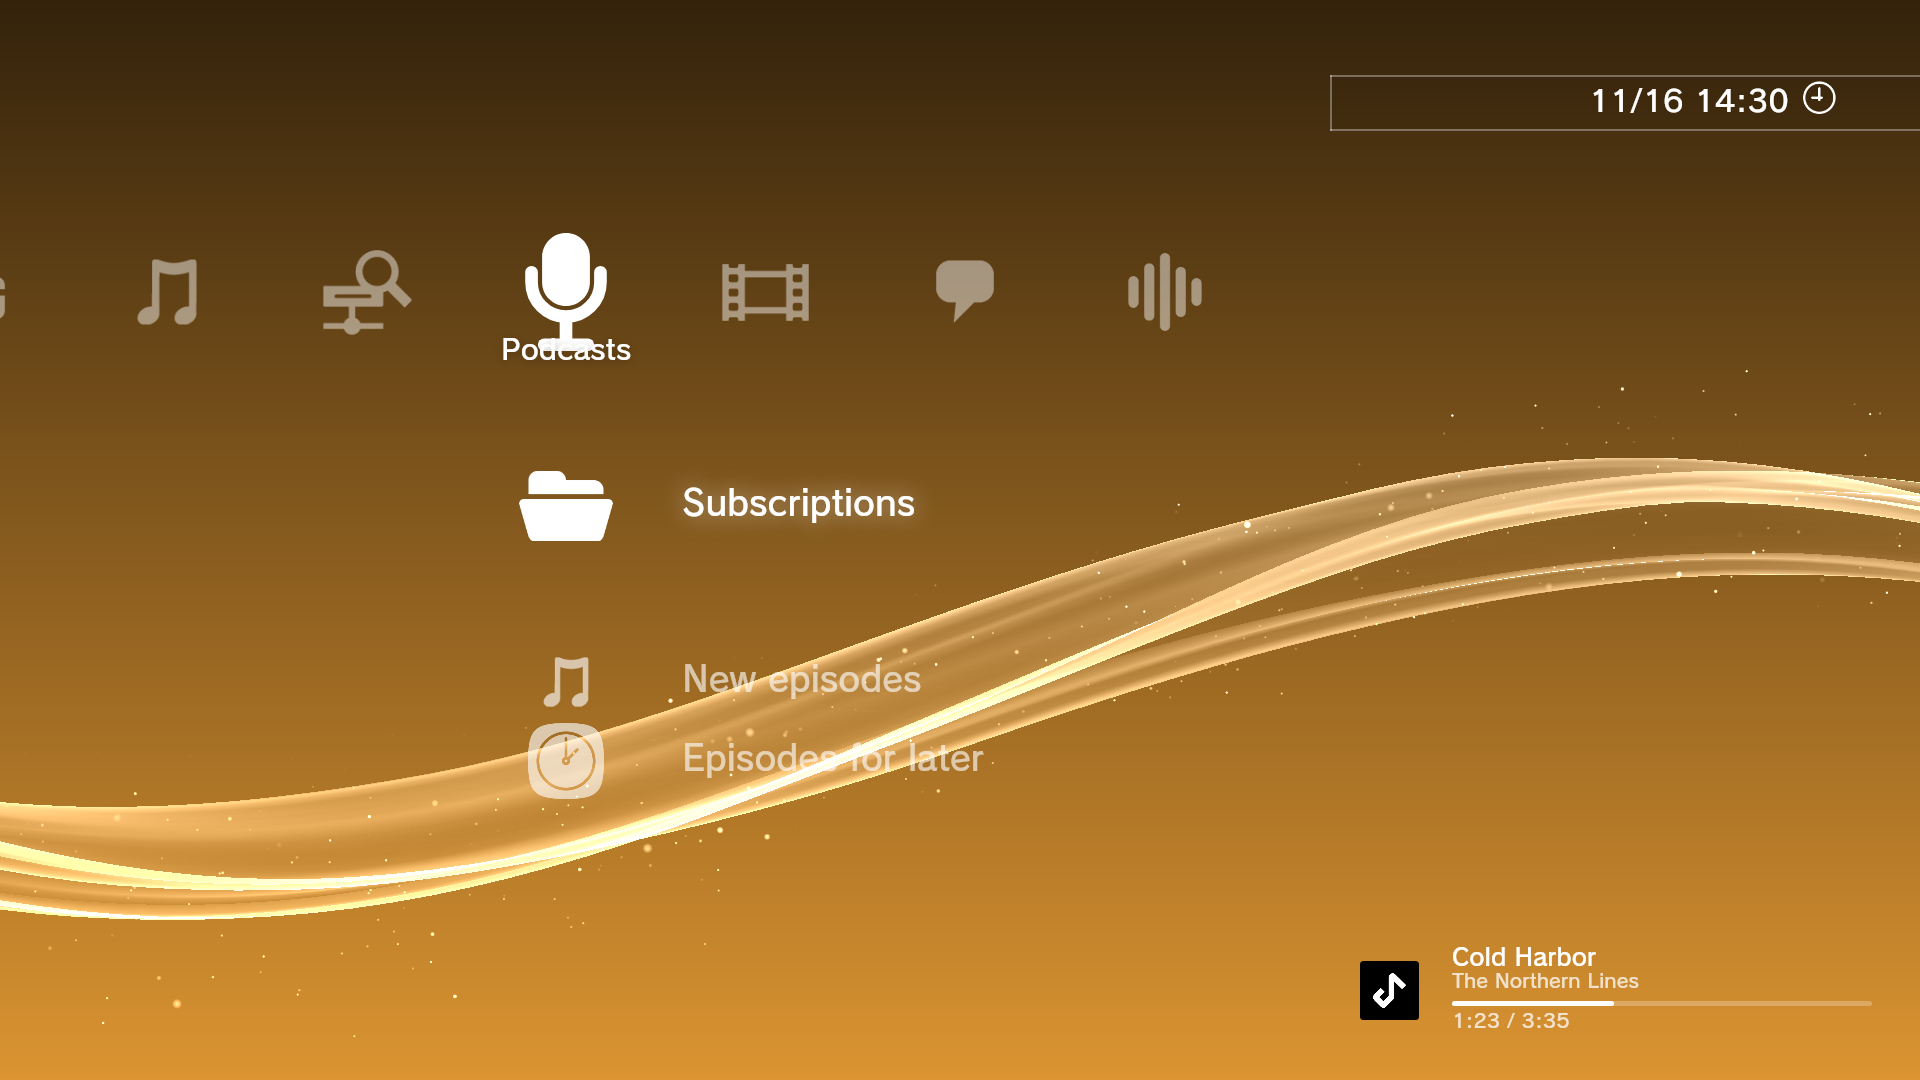 11/16 14:30
Podcasts
Subscriptions
New episodes
Episodes for later
Cold Harbor
The Northern Lines
1:23 / 3:35